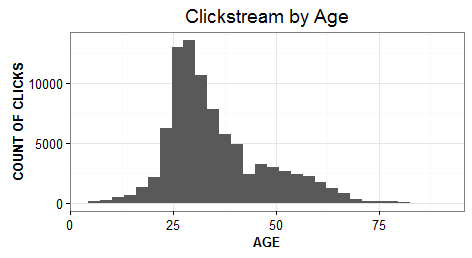 Clickstream by Age
COUNT OF CLICKS
10000
5000
0
0 25 50 75
AGE